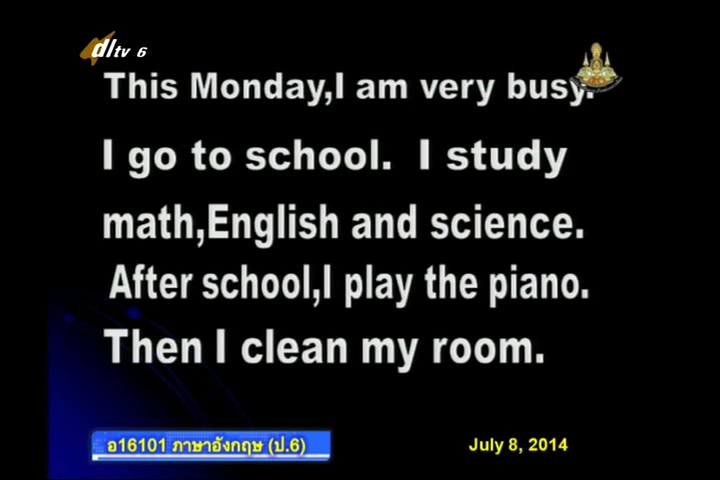 dltv 6
This Monday,I am very busy.
I go to school. I study
math,English and science.
After school,I play the piano.
Then I clean my room.
อ16101 ภาษาอังกฤษ (ป.6)
July 8, 2014